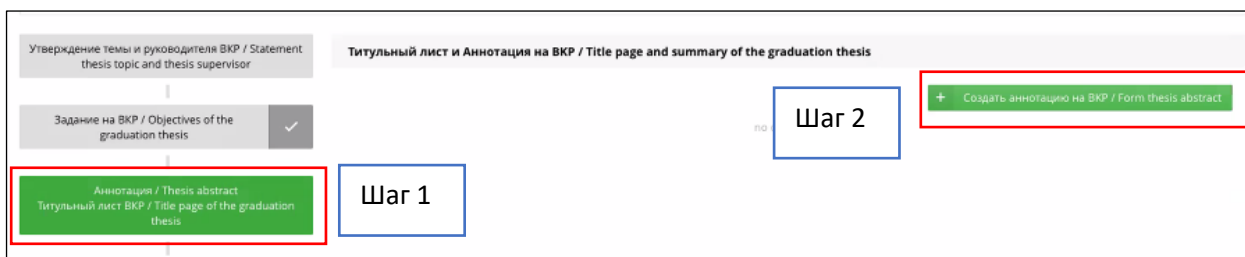 Утверждение темы и руководителя ВКР / Statement
thesis topic and thesis supervisor
Титульный лист и Аннотация на ВКР / Title page and summary of the graduation thesis
+ Создать аннотацию на ВКР / Form thesis abstract
Задание на ВКР / Objectives of the
graduation thesis
no
Шаг 2
Аннотация / Thesis abstract
Титульный лист ВКР / Title page of the graduation
thesis
Шаг 1